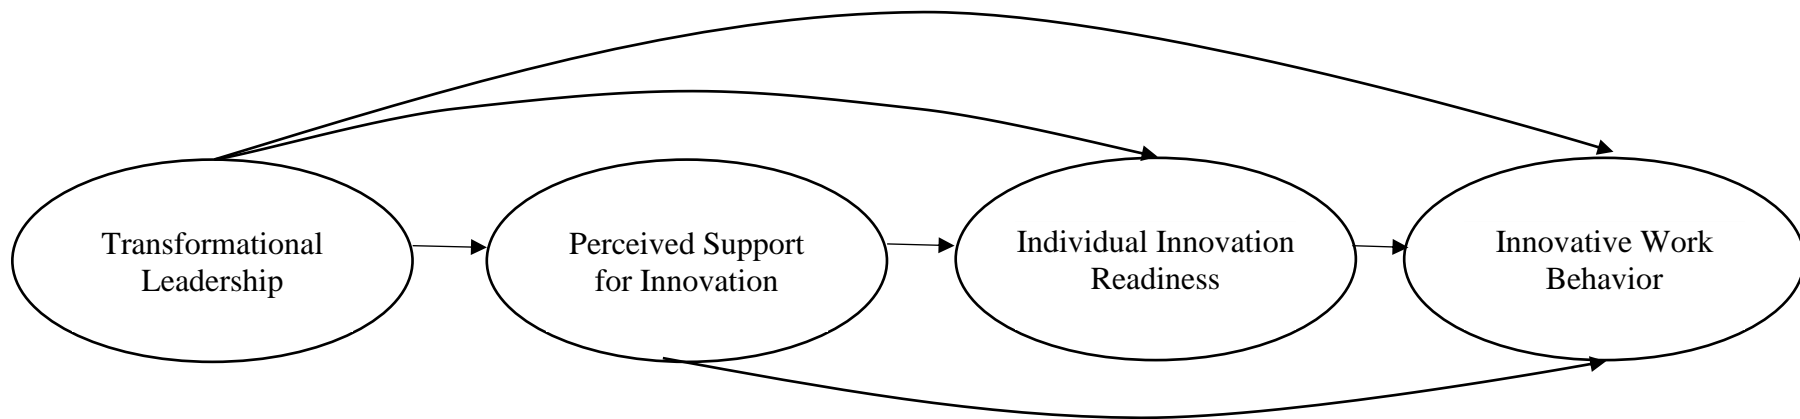 Transformational
Leadership
Perceived Support
for Innovation
Individual Innovation
Readiness
Innovative Work
Behavior